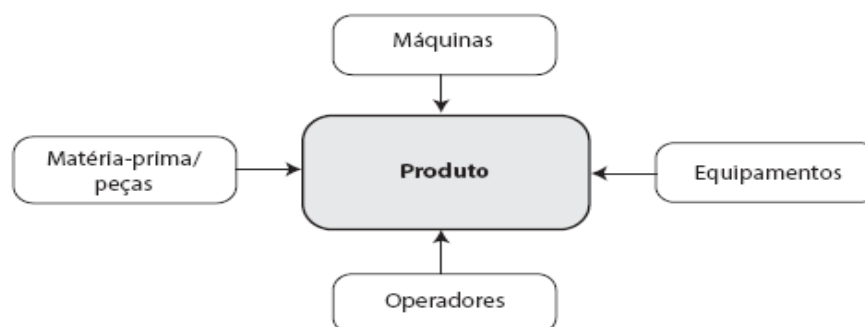 Máquinas
Matéria-prima/
peças
Produto
Equipamentos
Operadores